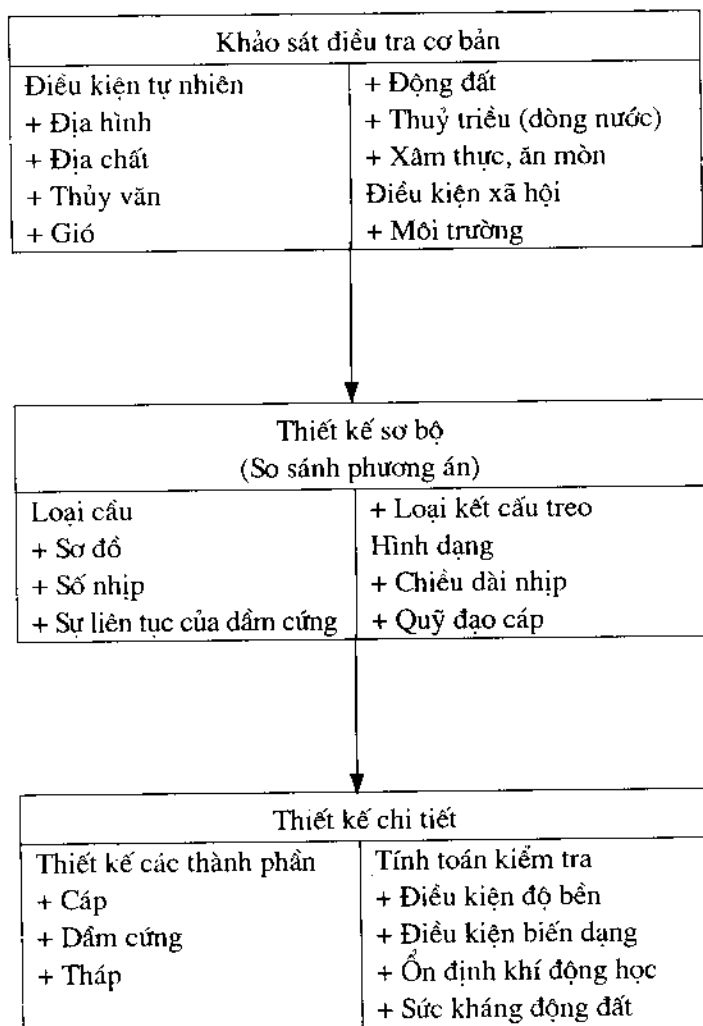 Khảo sát điều tra cơ bản
Điều kiện tự nhiên
+ Địa hình
+ Địa chất
+ Thủy văn
+ Gió
+ Động đất
+ Thuỷ triều (dòng nước)
+ Xâm thực, ăn mòn
Điều kiện xã hội
+ Môi trường
Thiết kế sơ bộ
(So sánh phương án)
Loại cầu
+ Sơ đồ
+ Số nhịp
+ Sự liên tục của dầm cứng
+ Loại kết cấu treo
Hình dạng
+ Chiều dài nhịp
+ Quỹ đạo cáp
Thiết kế chi tiết
Thiết kế các thành phần
+ Cáp
+ Dầm cứng
+ Tháp
Tính toán kiểm tra
+ Điều kiện độ bền
+ Điều kiện biến dạng
+ Ổn định khí động học
+ Sức kháng động đất